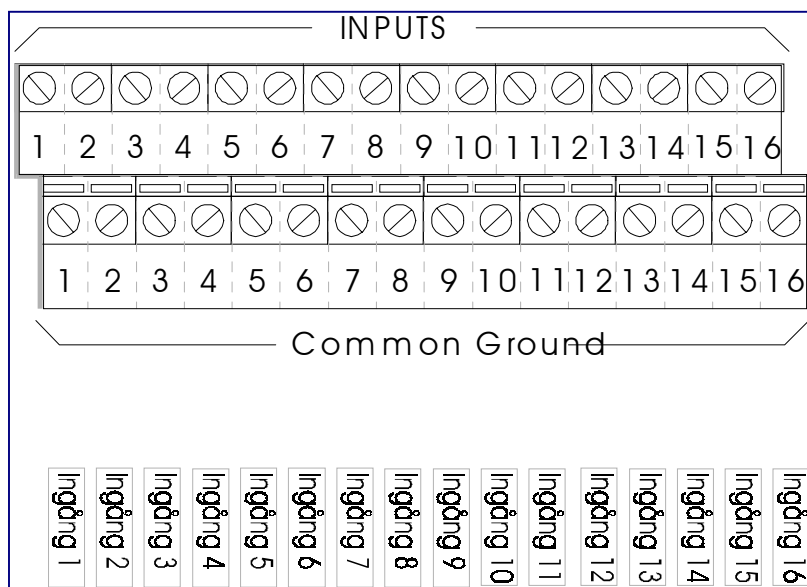 INPUTS
1 2 3 4 5 6 7 8 9 10 11 12 13 14 15 16
1 2 3 4 5 6 7 8 9 10 11 12 13 14 15 16
Common Ground
Ingång 1
Ingång 2
Ingång 3
Ingång 4
Ingång 5
Ingång 6
Ingång 7
Ingång 8
Ingång 9
Ingång 10
Ingång 11
Ingång 12
Ingång 13
Ingång 14
Ingång 15
Ingång 16